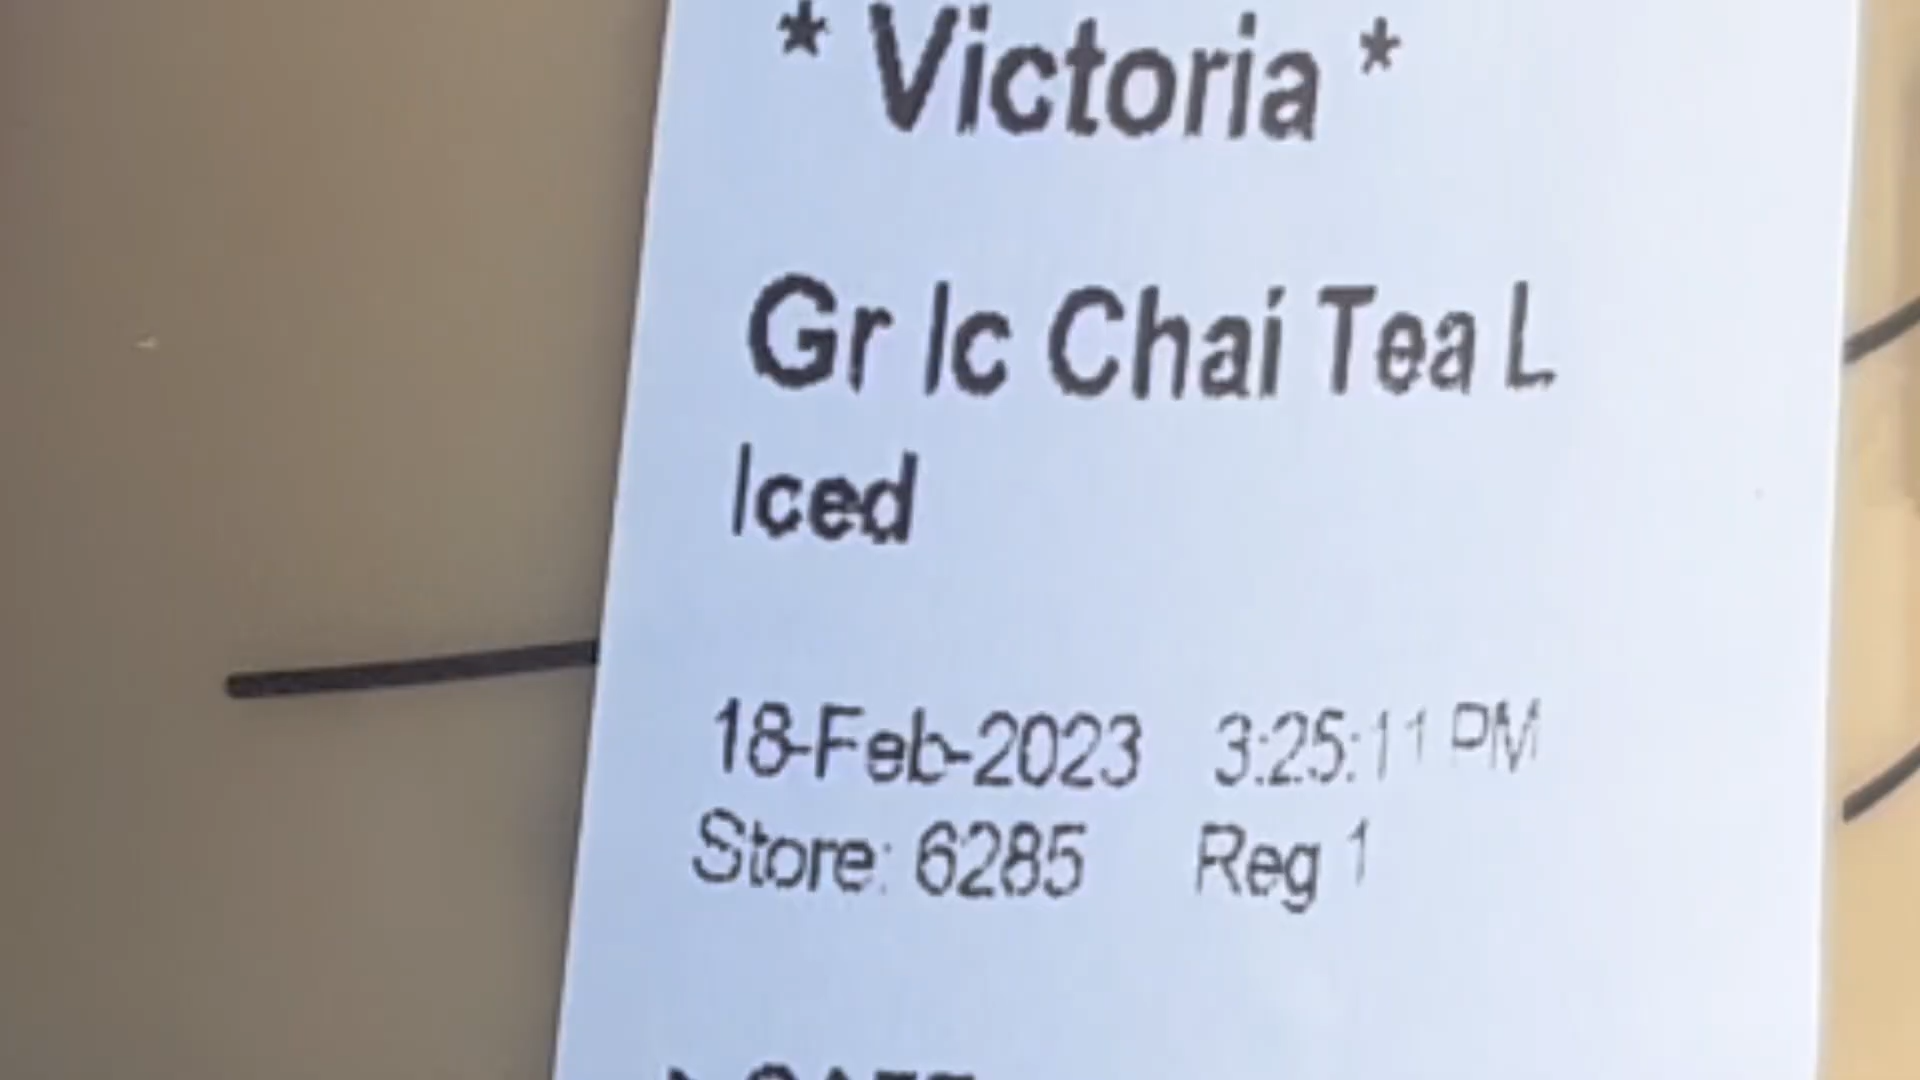 * Victoria *
Gr Ic Chai Tea L
Iced
18-Feb-2023 3:25:11 PM
Store: 6285 Reg 1